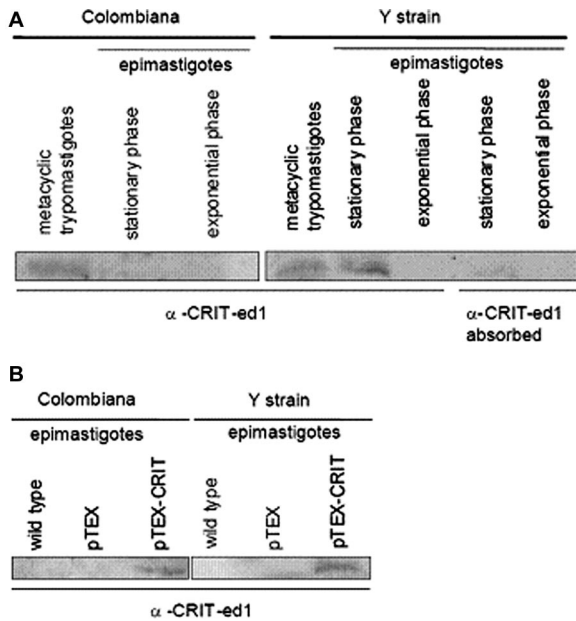 A
Colombiana
Y strain
epimastigotes
epimastigotes
metacyclic
trypomastigotes
stationary phase
exponential phase
metacyclic
trypomastigotes
stationary phase
exponential phase
stationary phase
exponential phase
α -CRIT-ed1
α-CRIT-ed1
absorbed
B
Colombiana
Y strain
epimastigotes
epimastigotes
wild type
pTEX
pTEX-CRIT
wild type
pTEX
pTEX-CRIT
α -CRIT-ed1